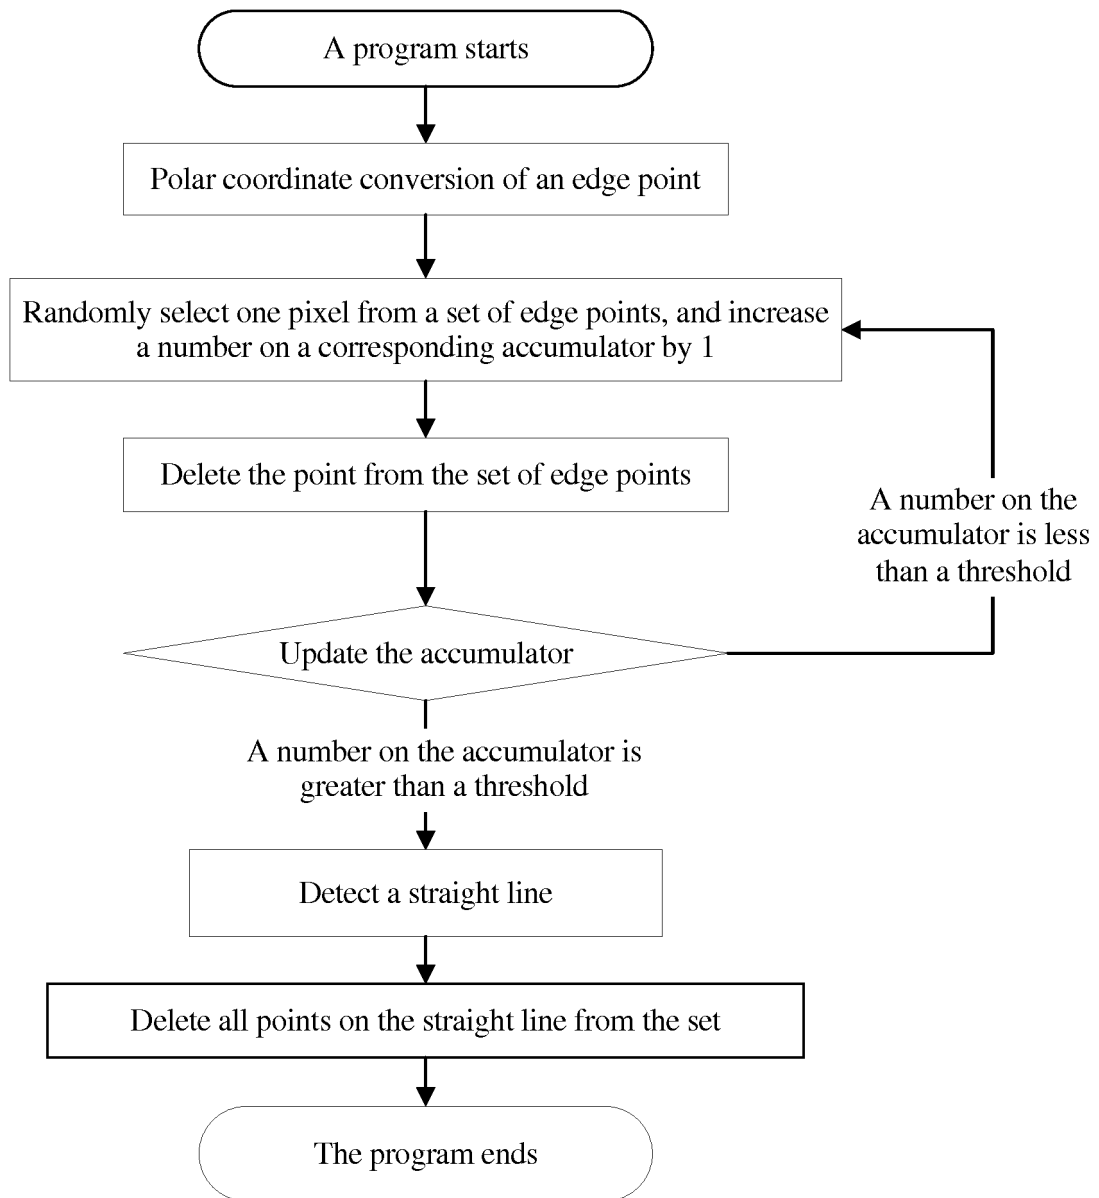 A program starts
Polar coordinate conversion of an edge point
Randomly select one pixel from a set of edge points, and increase
a number on a corresponding accumulator by 1
Delete the point from the set of edge points
A number on the
accumulator is less
than a threshold
Update the accumulator
A number on the accumulator is
greater than a threshold
Detect a straight line
Delete all points on the straight line from the set
The program ends